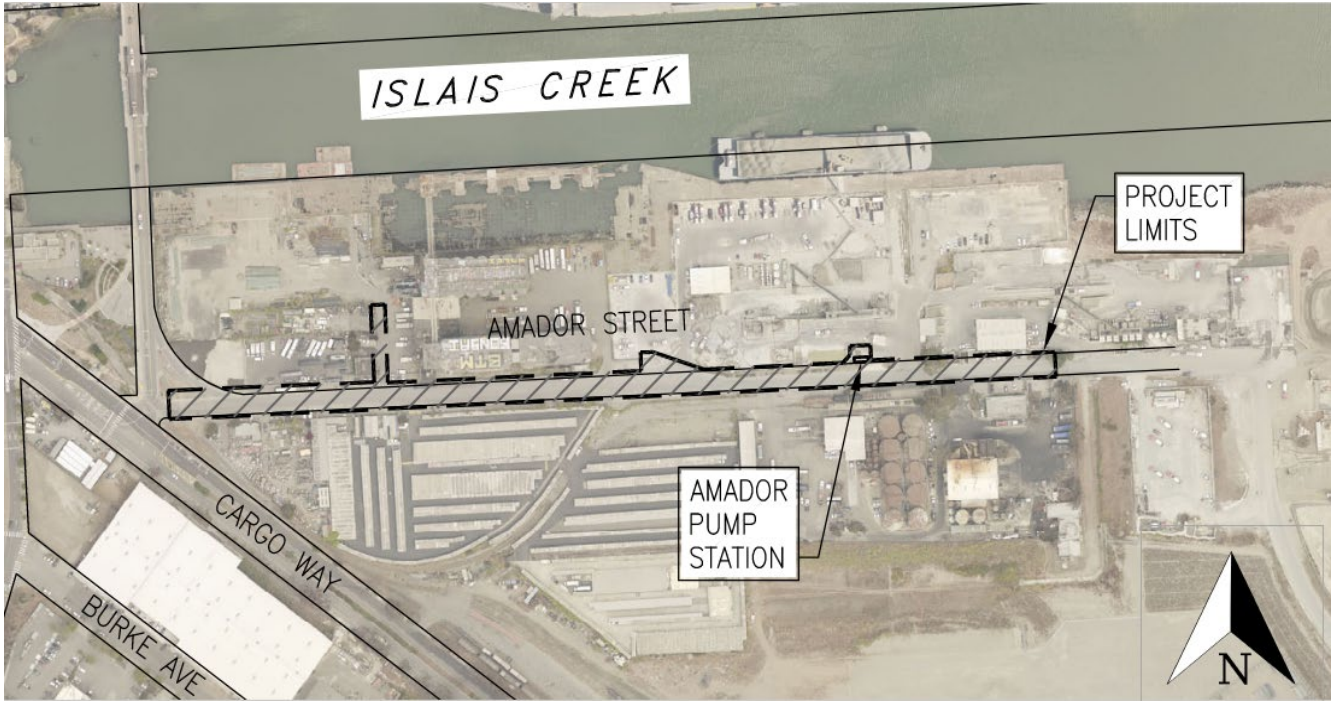 ISLAIS CREEK
PROJECT
LIMITS
AMADOR STREET
AMADOR
PUMP
STATION
CARGO WAY
BURKE AVE
N